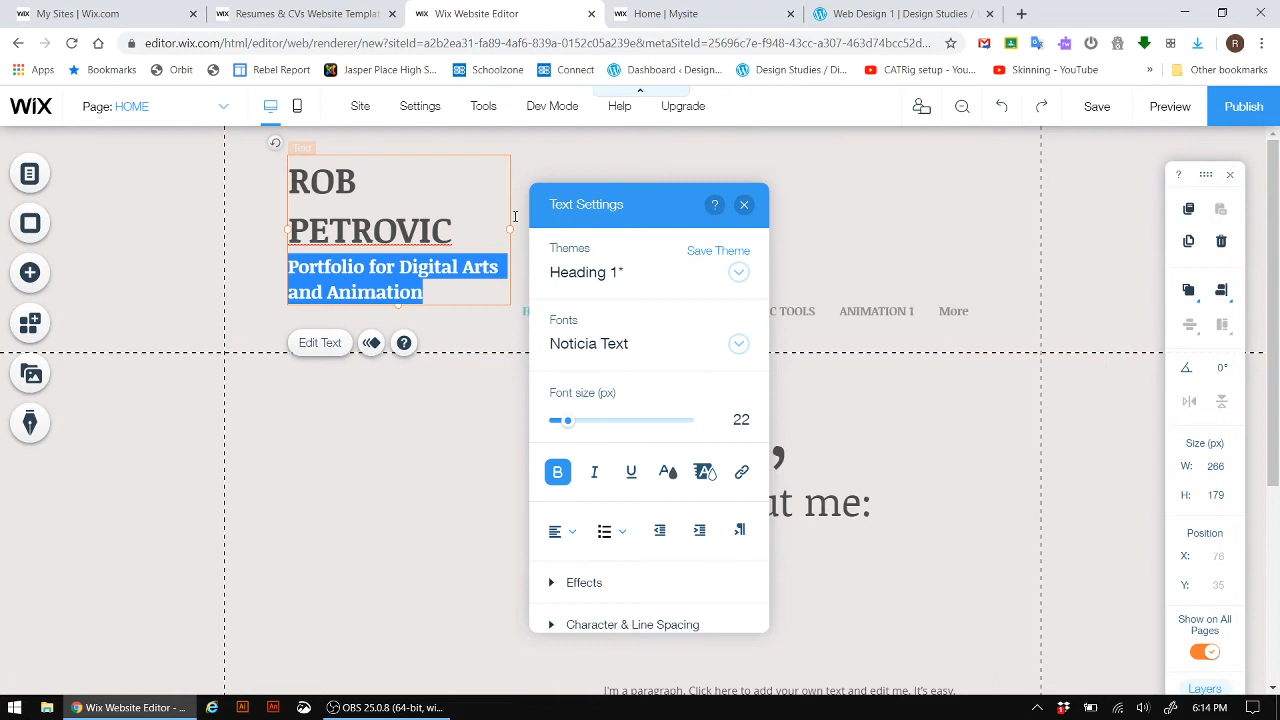 My Sites | Wix.com
Resumes & CVs Website Templates
Wix Website Editor
Home | Mysite
Web Design 1 | Design Studies /
editor.wix.com/html/editor/web/renderer/edit/
?siteId=a2b2ea31-fa89-4af6-839a-0152c05a239e&metaSiteId=25696c7e-f948-43cc-a307-463d74bcc52d...
Apps
Bookmarks
Orbit
Rebel Report
Jasper Place High S...
Schoolzone
Connect
Dashboard ‹ Design...
Design Studies / Di...
CATRig setup - You...
Skinning - YouTube
»
Other bookmarks
WiX
Page: HOME
Site
Settings
Tools
Dev Mode
Help
Upgrade
Save
Preview
Publish
Text
ROB
PETROVIC
Portfolio for Digital Arts
and Animation
Edit Text
?
Text Settings
?
Themes
Save Theme
Heading 1*
Fonts
Noticia Text
Font size (px)
22
B
I
U
Effects
Character & Line Spacing
C TOOLS
ANIMATION 1
More
,
ut me:
I'm a paragraph. Click here to add your own text and edit me. It's easy.
?
0°
Size (px)
W: 266
H: 179
Position
X: 76
Y: 35
Show on All
Pages
Layers
Wix Website Editor - ...
OBS 25.0.8 (64-bit, wi...
6:14 PM